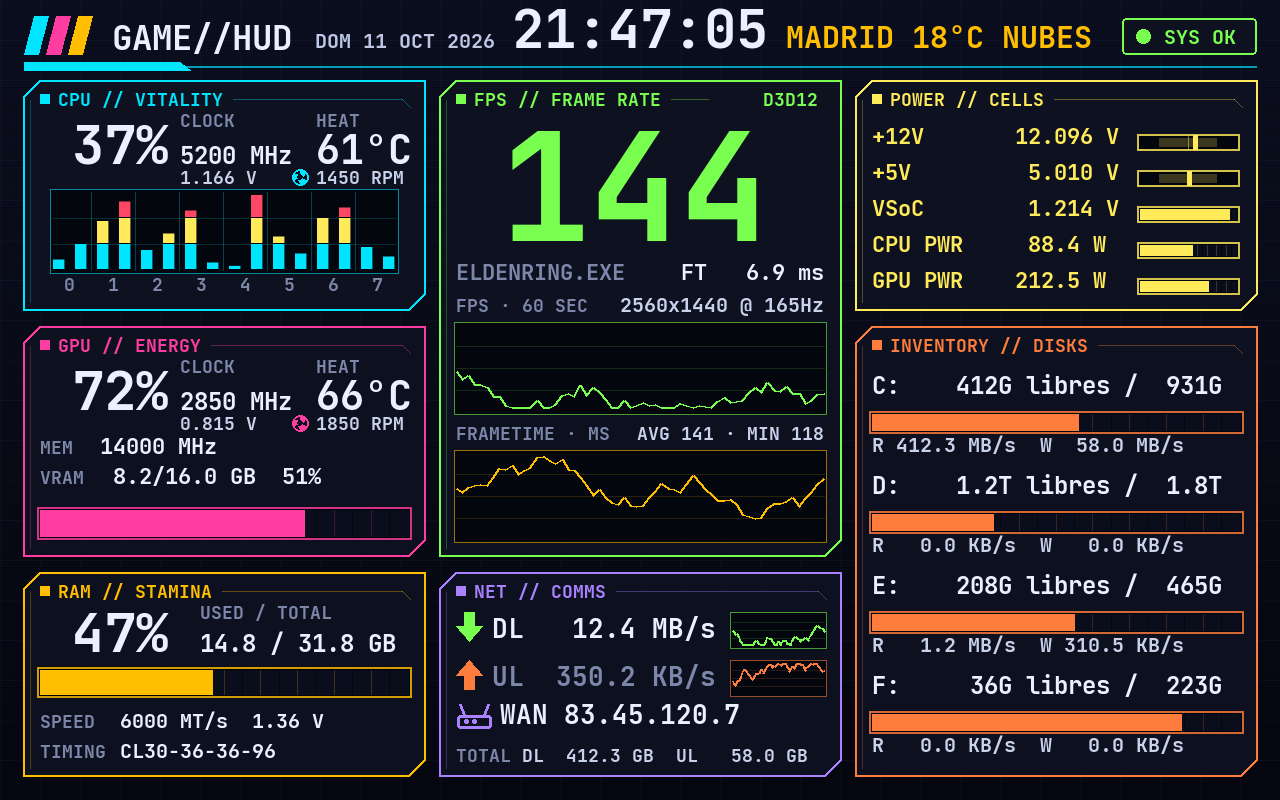 GAME//HUD DOM 11 OCT 2026 21:47:05 MADRID 18°C NUBES SYS OK
CPU // VITALITY
37% CLOCK HEAT
5200 MHz 61°C
1.166 V 1450 RPM
0 1 2 3 4 5 6 7
GPU // ENERGY
72% CLOCK HEAT
2850 MHz 66°C
0.815 V 1850 RPM
MEM 14000 MHz
VRAM 8.2/16.0 GB 51%
RAM // STAMINA
47% USED / TOTAL
14.8 / 31.8 GB
SPEED 6000 MT/s 1.36 V
TIMING CL30-36-36-96
FPS // FRAME RATE D3D12
144
ELDENRING.EXE FT 6.9 ms
FPS · 60 SEC 2560x1440 @ 165Hz
FRAMETIME · MS AVG 141 · MIN 118
NET // COMMS
DL 12.4 MB/s
UL 350.2 KB/s
WAN 83.45.120.7
TOTAL DL 412.3 GB UL 58.0 GB
POWER // CELLS
+12V 12.096 V
+5V 5.010 V
VSoC 1.214 V
CPU PWR 88.4 W
GPU PWR 212.5 W
INVENTORY // DISKS
C: 412G libres / 931G
R 412.3 MB/s W 58.0 MB/s
D: 1.2T libres / 1.8T
R 0.0 KB/s W 0.0 KB/s
E: 208G libres / 465G
R 1.2 MB/s W 310.5 KB/s
F: 36G libres / 223G
R 0.0 KB/s W 0.0 KB/s